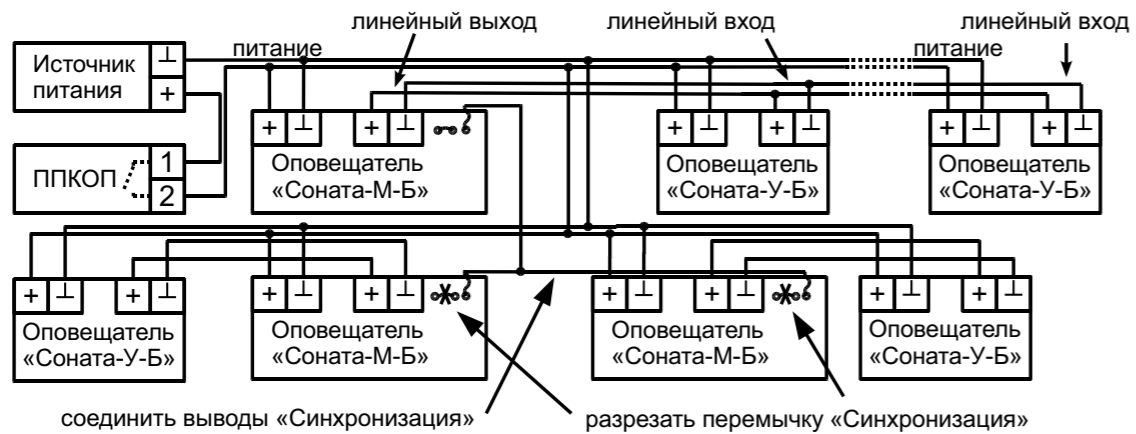 линейный выход
линейный вход
линейный вход
питание
питание
Источник
питания
⊥
+
ППКОП
1
2
+ ⊥ + ⊥
Оповещатель
«Соната-М-Б»
+ ⊥ + ⊥
Оповещатель
«Соната-У-Б»
+ ⊥ + ⊥
Оповещатель
«Соната-У-Б»
+ ⊥ + ⊥
Оповещатель
«Соната-У-Б»
+ ⊥ + ⊥
Оповещатель
«Соната-М-Б»
+ ⊥ + ⊥
Оповещатель
«Соната-М-Б»
+ ⊥ + ⊥
Оповещатель
«Соната-У-Б»
соединить выводы «Синхронизация»
разрезать перемычку «Синхронизация»